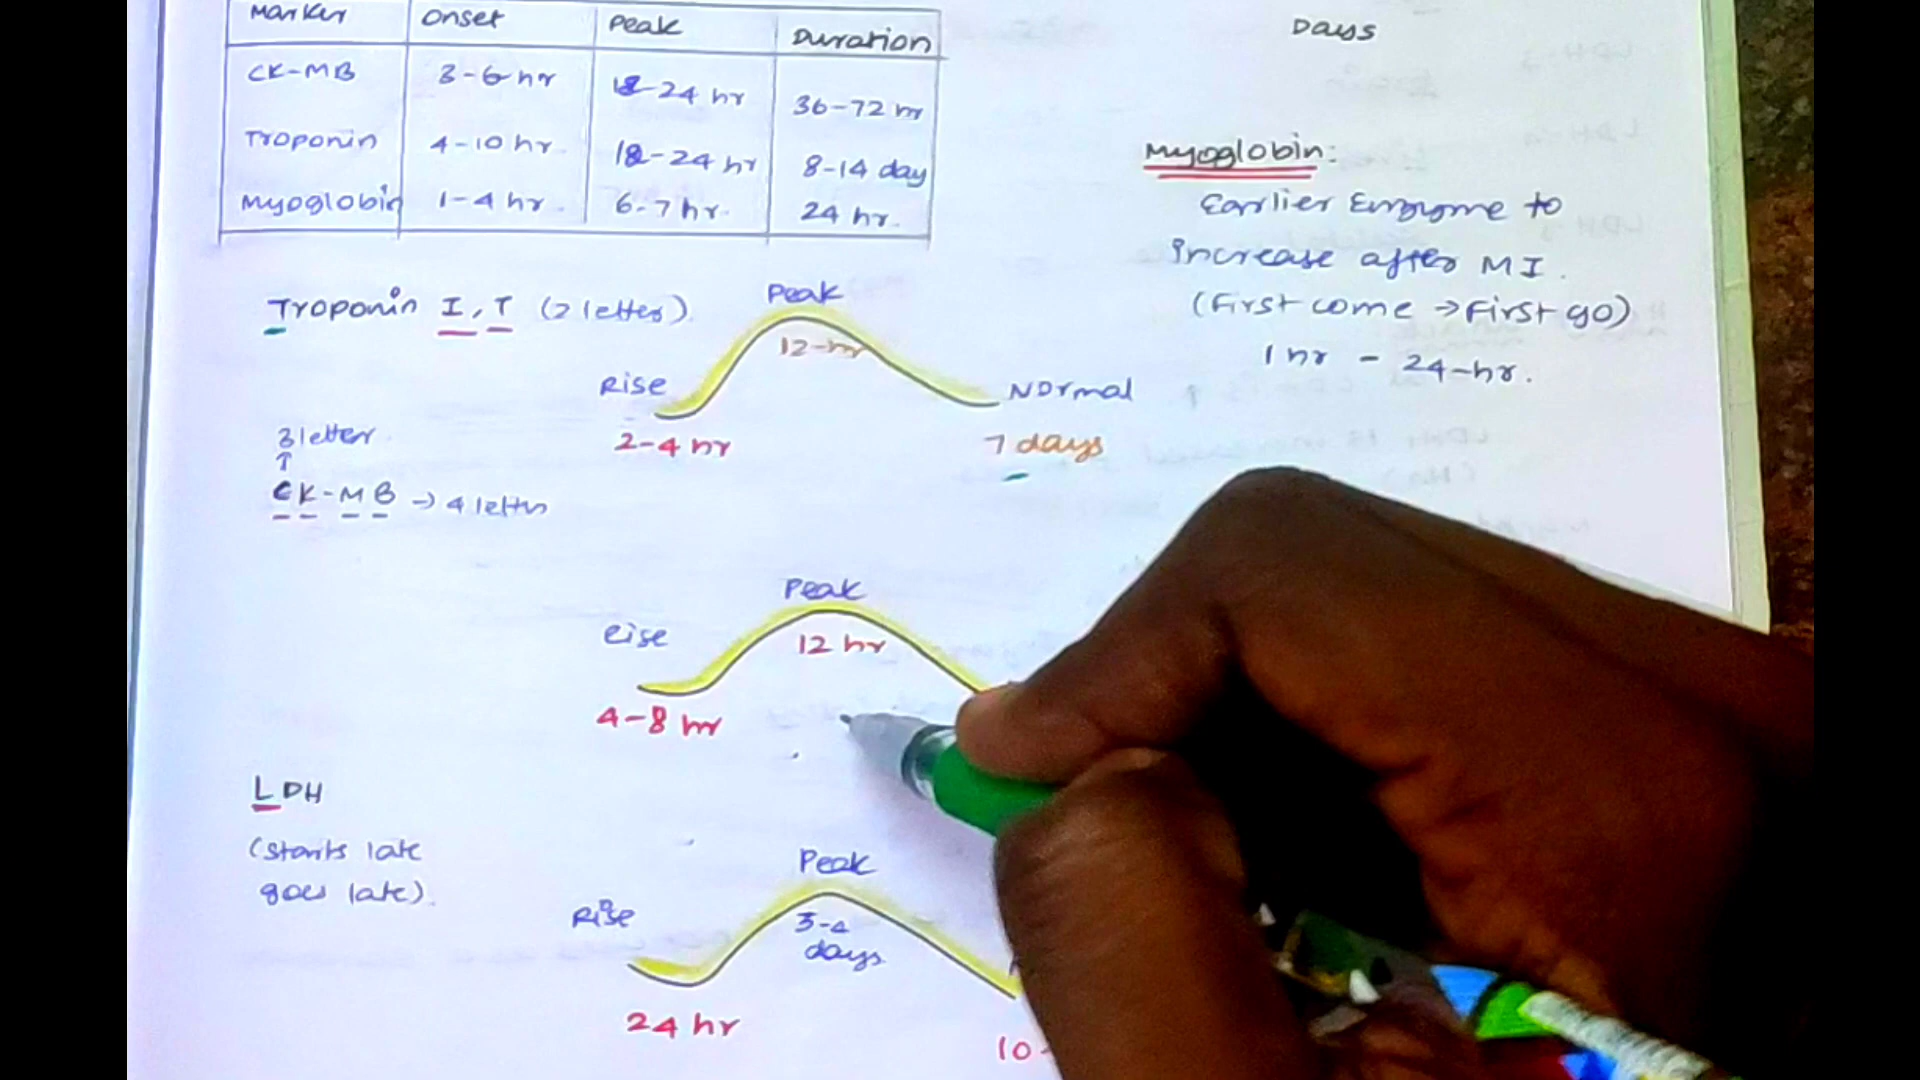 Marker Onset Peak Duration
CK-MB 3-6 hr 18-24 hr 36-72 hr
Troponin 4-10 hr 18-24 hr 8-14 day
Myoglobin 1-4 hr 6-7 hr 24 hr.
Days
Myoglobin:
Earlier Enzyme to
increase after MI.
(First come → First go)
1 hr - 24-hr.
Troponin I, T (2 letter)
Peak
12-hr
Rise
2-4 hr
Normal
7 days
3 letter
↑
CK-MB → 4 letter
Peak
12 hr
Rise
4-8 hr
LDH
(Starts late
goes late).
Peak
3-4
days
Rise
24 hr
10-